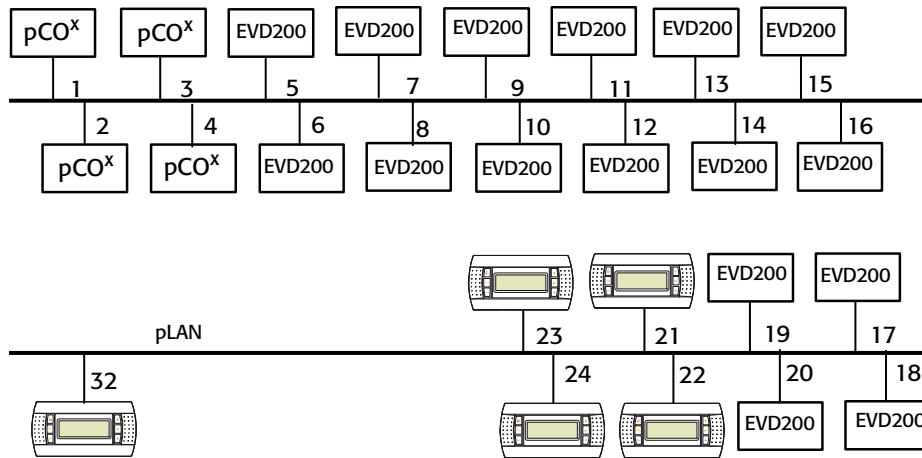 pCOX pCOX EVD200 EVD200 EVD200 EVD200 EVD200 EVD200
1 3 5 7 9 11 13 15
2 4 6 8 10 12 14 16
pCOX pCOX EVD200 EVD200 EVD200 EVD200 EVD200 EVD200
EVD200 EVD200
pLAN 23 21 19 17
32 24 22 20 18
EVD200 EVD200